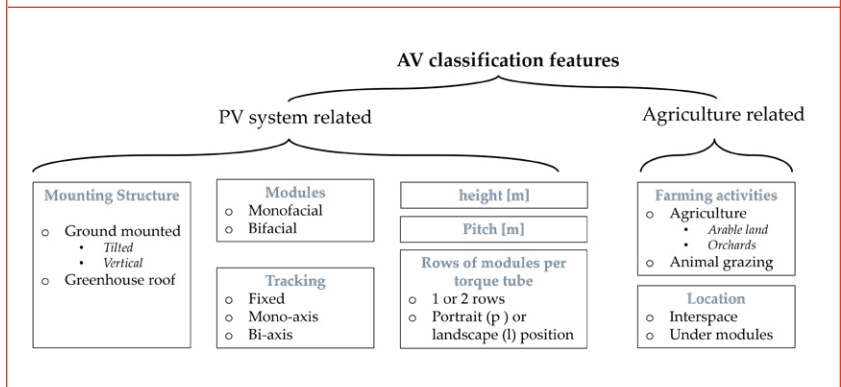 AV classification features
PV system related
Agriculture related
Mounting Structure
o Ground mounted
• Tilted
• Vertical
o Greenhouse roof
Modules
o Monofacial
o Bifacial
Tracking
o Fixed
o Mono-axis
o Bi-axis
height [m]
Pitch [m]
Rows of modules per
torque tube
o 1 or 2 rows
o Portrait (p ) or
landscape (l) position
Farming activities
o Agriculture
• Arable land
• Orchards
o Animal grazing
Location
o Interspace
o Under modules